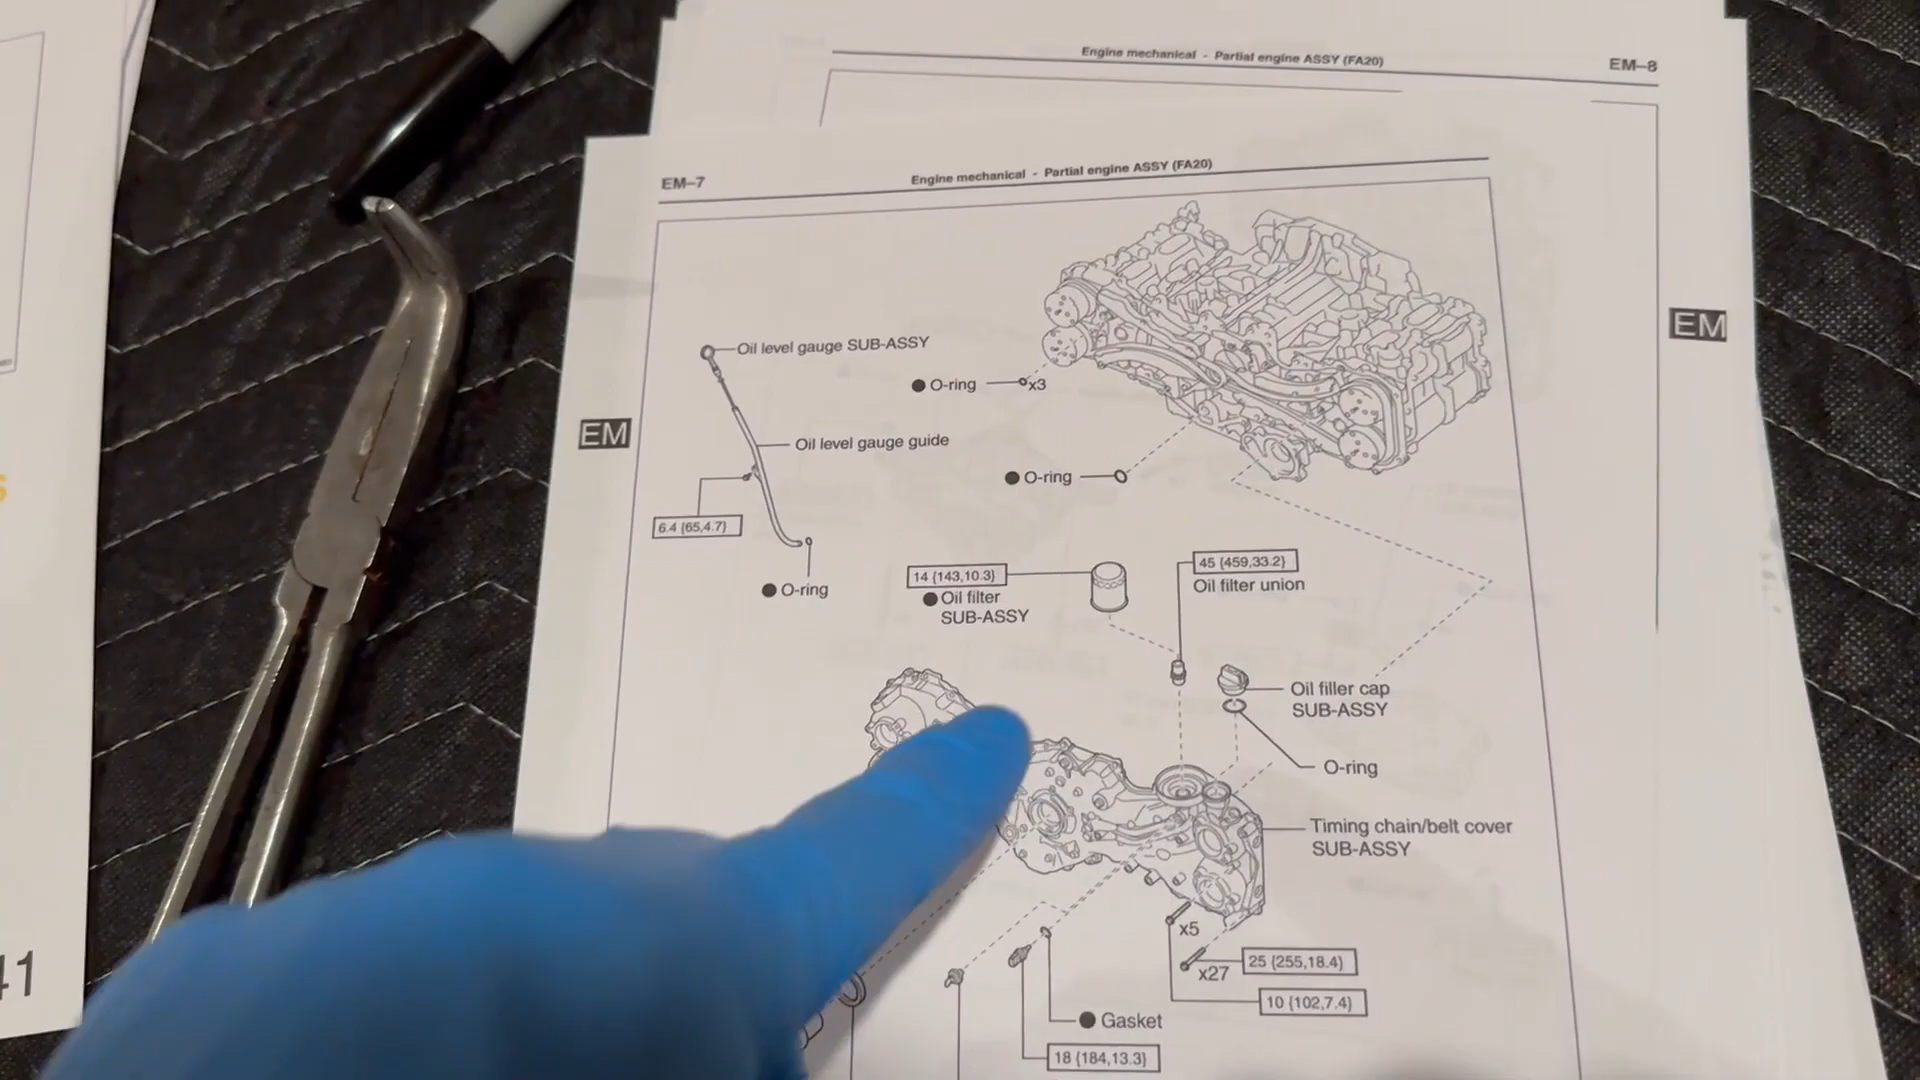 Engine mechanical - Partial engine ASSY (FA20)
EM–8
EM–7
Engine mechanical - Partial engine ASSY (FA20)
EM
Oil level gauge SUB-ASSY
O-ring
x3
EM
Oil level gauge guide
O-ring
6.4 {65,4.7}
45 {459,33.2}
Oil filter union
14 {143,10.3}
Oil filter
SUB-ASSY
O-ring
Oil filler cap
SUB-ASSY
O-ring
Timing chain/belt cover
SUB-ASSY
x5
25 {255,18.4}
x27
10 {102,7.4}
Gasket
18 {184,13.3}
41